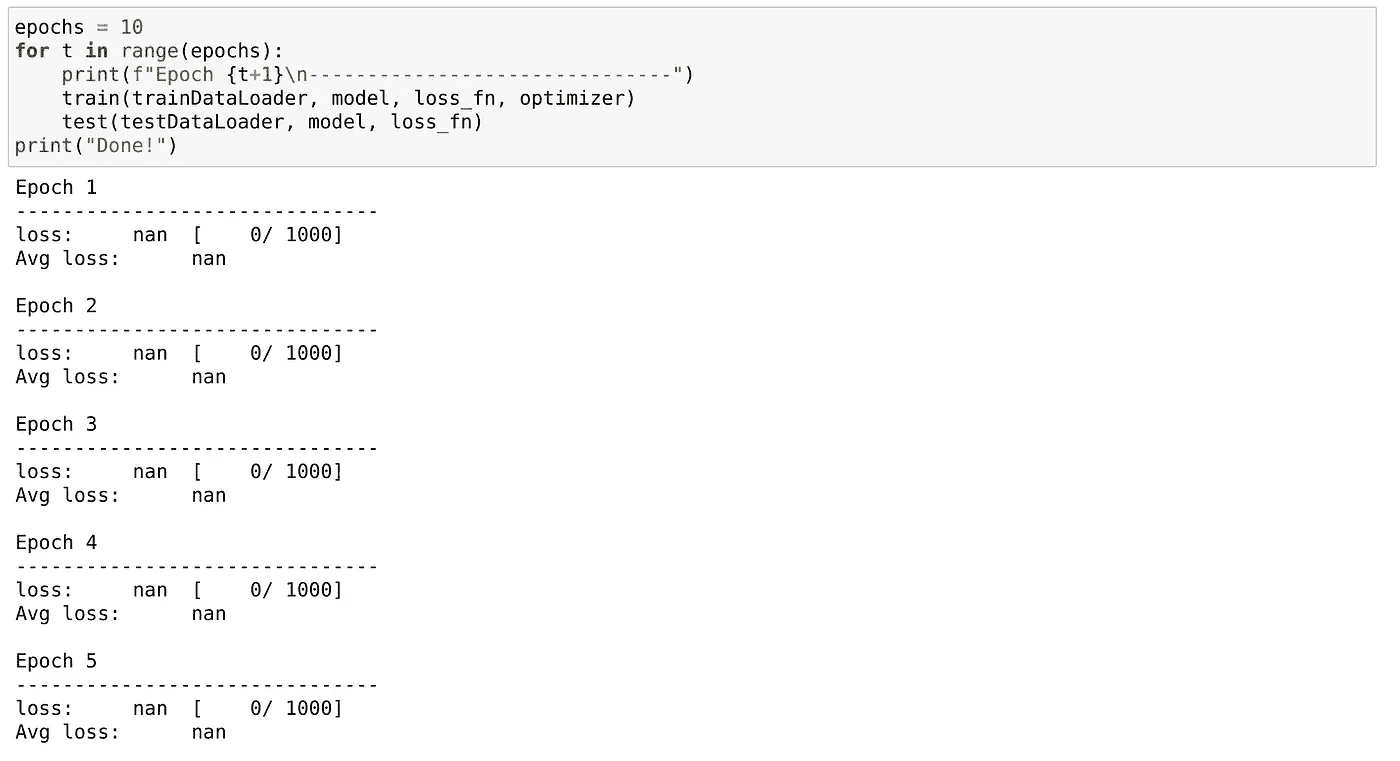 epochs = 10
for t in range(epochs):
    print(f"Epoch {t+1}\n-------------------------------")
    train(trainDataLoader, model, loss_fn, optimizer)
    test(testDataLoader, model, loss_fn)
print("Done!")
Epoch 1
-------------------------------
loss:     nan  [    0/ 1000]
Avg loss:      nan
Epoch 2
-------------------------------
loss:     nan  [    0/ 1000]
Avg loss:      nan
Epoch 3
-------------------------------
loss:     nan  [    0/ 1000]
Avg loss:      nan
Epoch 4
-------------------------------
loss:     nan  [    0/ 1000]
Avg loss:      nan
Epoch 5
-------------------------------
loss:     nan  [    0/ 1000]
Avg loss:      nan